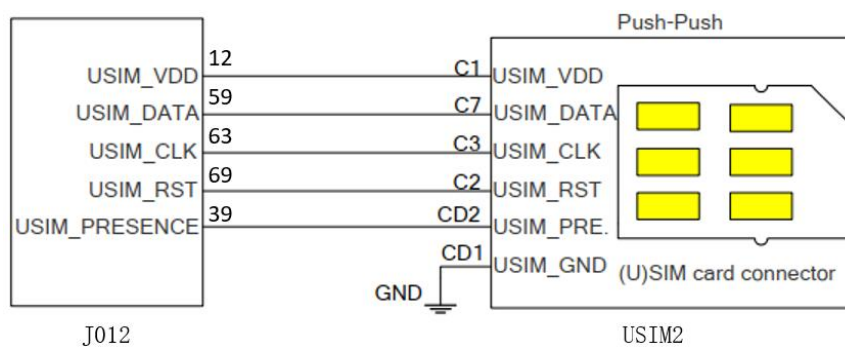 Push-Push
USIM_VDD 12 C1 USIM_VDD
USIM_DATA 59 C7 USIM_DATA
USIM_CLK 63 C3 USIM_CLK
USIM_RST 69 C2 USIM_RST
USIM_PRESENCE 39 CD2 USIM_PRE.
CD1 USIM_GND
(U)SIM card connector
GND
J012 USIM2